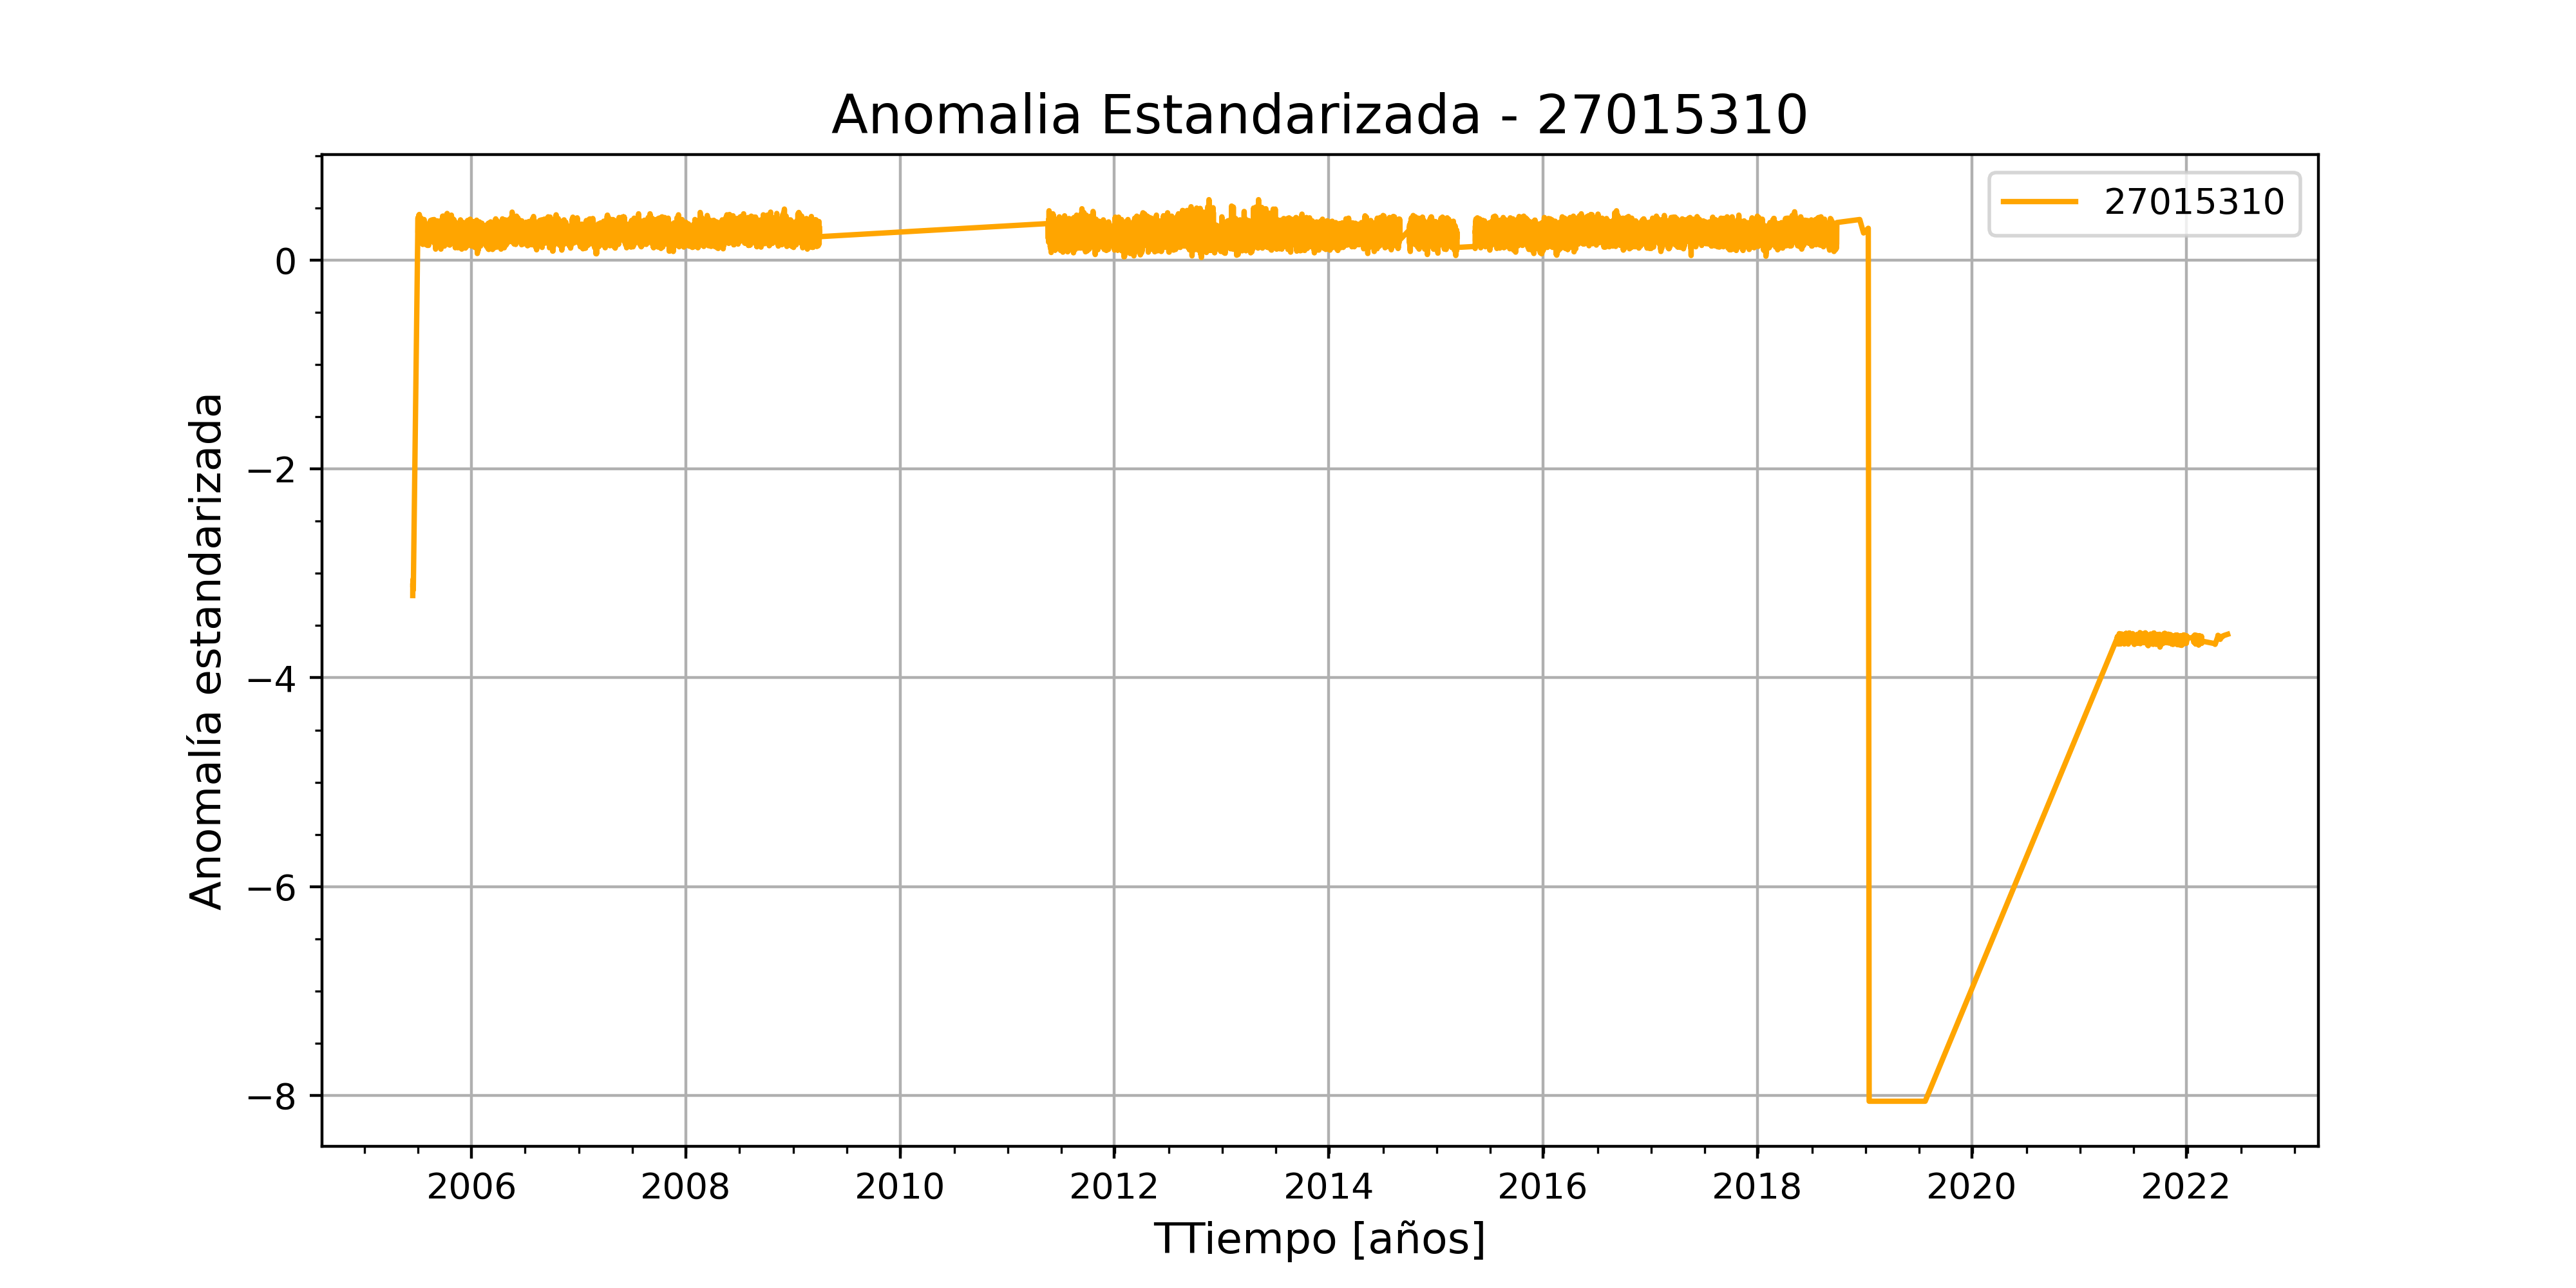 Anomalia Estandarizada - 27015310
27015310
Anomalía estandarizada
0
−2
−4
−6
−8
2006 2008 2010 2012 2014 2016 2018 2020 2022
TTiempo [años]